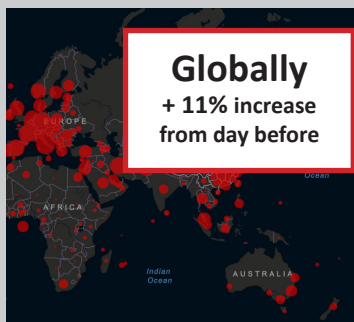 Globally
+ 11% increase
from day before
EUROPE
Ocean
AFRICA
Indian
Ocean
AUSTRALIA